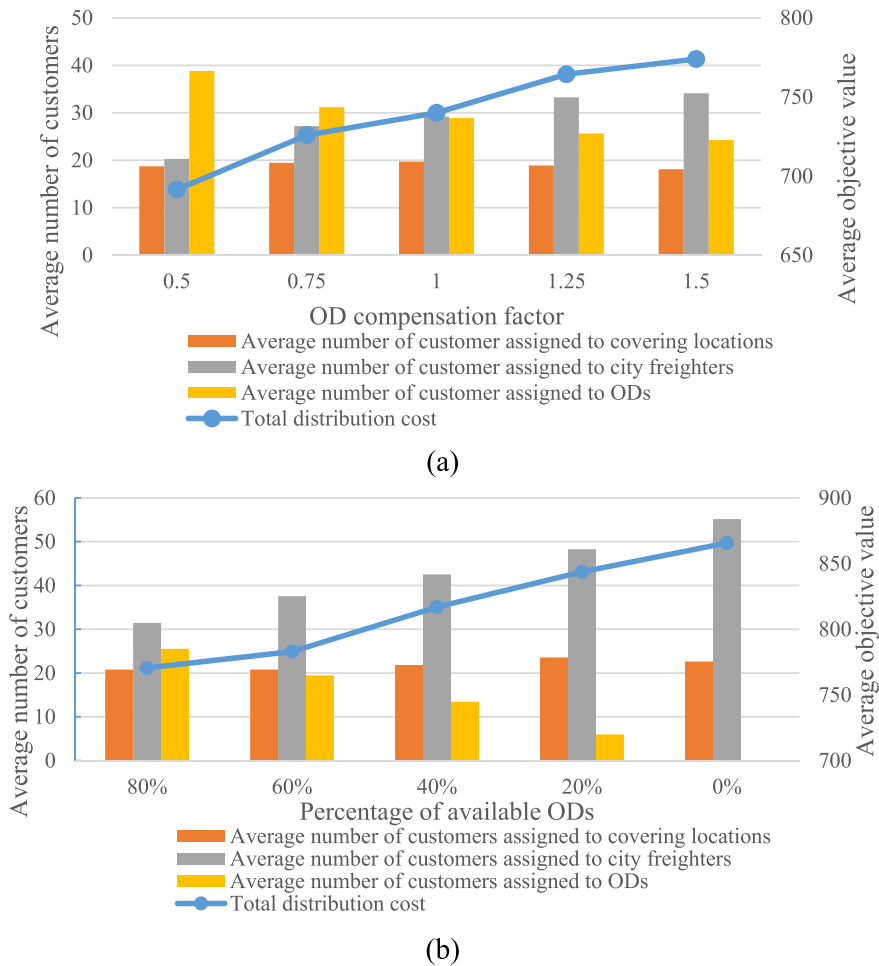 50
40
30
20
10
0
Average number of customers
800
750
700
650
Average objective value
0.5 0.75 1 1.25 1.5
OD compensation factor
Average number of customer assigned to covering locations
Average number of customer assigned to city freighters
Average number of customer assigned to ODs
Total distribution cost
(a)
60
50
40
30
20
10
0
Average number of customers
900
850
800
750
700
Average objective value
80% 60% 40% 20% 0%
Percentage of available ODs
Average number of customers assigned to covering locations
Average number of customers assigned to city freighters
Average number of customers assigned to ODs
Total distribution cost
(b)